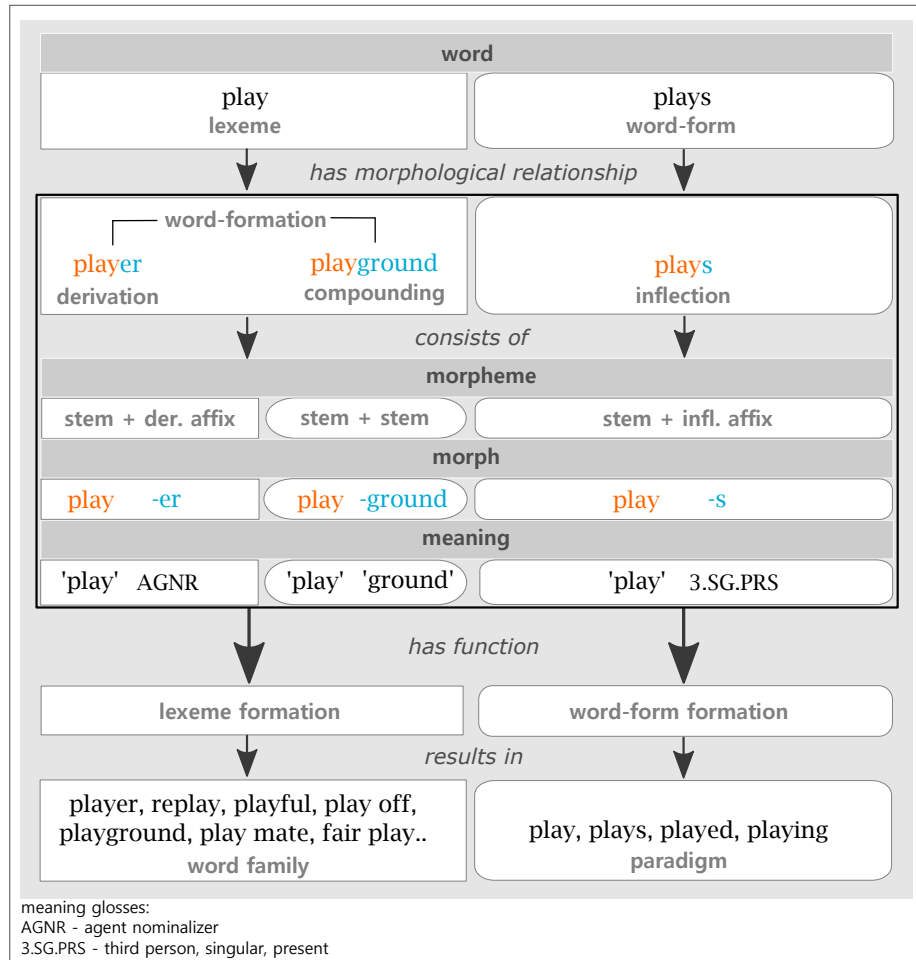 word
play
lexeme
plays
word-form
has morphological relationship
word-formation
player
derivation
playground
compounding
plays
inflection
consists of
morpheme
stem + der. affix
stem + stem
stem + infl. affix
morph
play -er
play -ground
play -s
meaning
'play' AGNR
'play' 'ground'
'play' 3.SG.PRS
has function
lexeme formation
word-form formation
results in
player, replay, playful, play off,
playground, play mate, fair play..
word family
play, plays, played, playing
paradigm
meaning glosses:
AGNR - agent nominalizer
3.SG.PRS - third person, singular, present